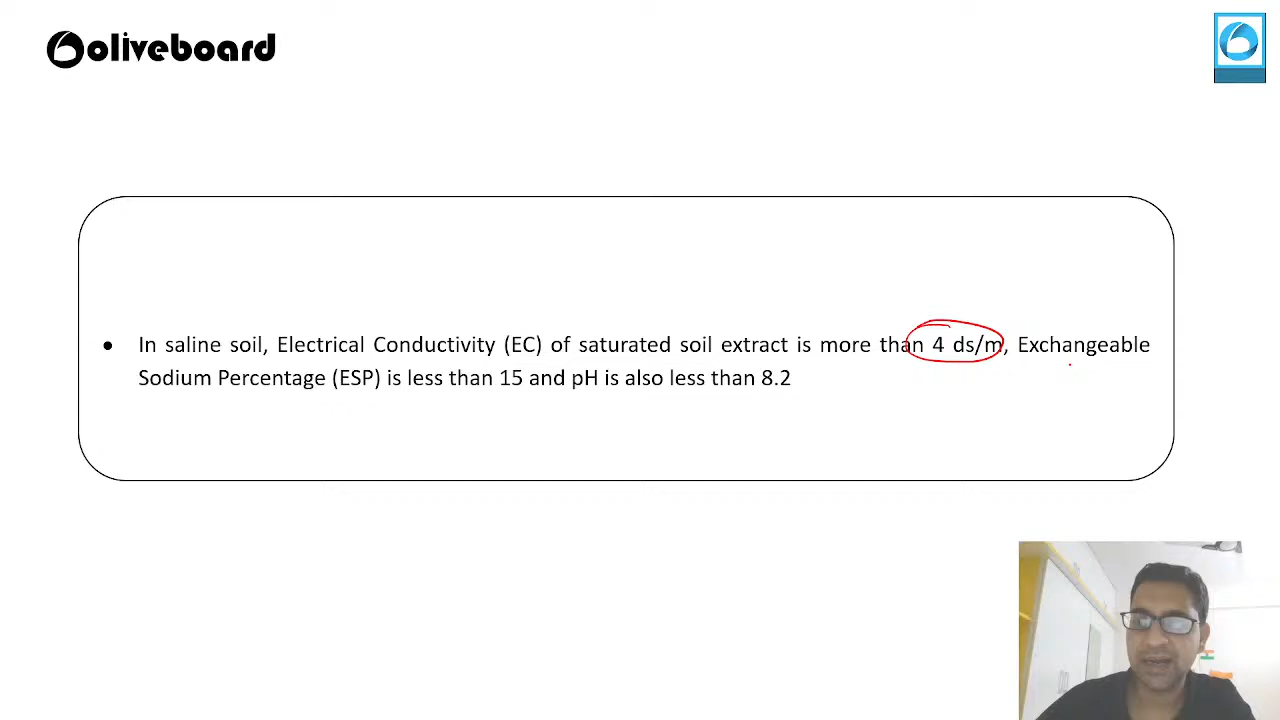 oliveboard
In saline soil, Electrical Conductivity (EC) of saturated soil extract is more than 4 ds/m, Exchangeable
Sodium Percentage (ESP) is less than 15 and pH is also less than 8.2